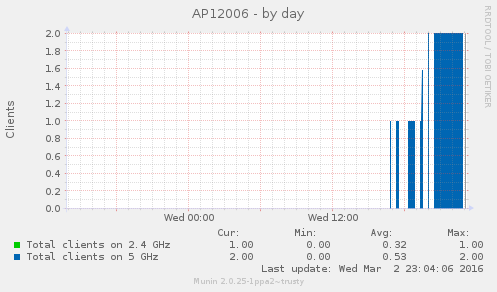 AP12006 - by day
RRDTOOL / TOBI OETIKER
Clients
2.0
1.8
1.6
1.4
1.2
1.0
0.8
0.6
0.4
0.2
0.0
Wed 00:00 Wed 12:00
Cur: Min: Avg: Max:
Total clients on 2.4 GHz 1.00 0.00 0.32 1.00
Total clients on 5 GHz 2.00 0.00 0.53 2.00
Last update: Wed Mar 2 23:04:06 2016
Munin 2.0.25-1ppa2~trusty